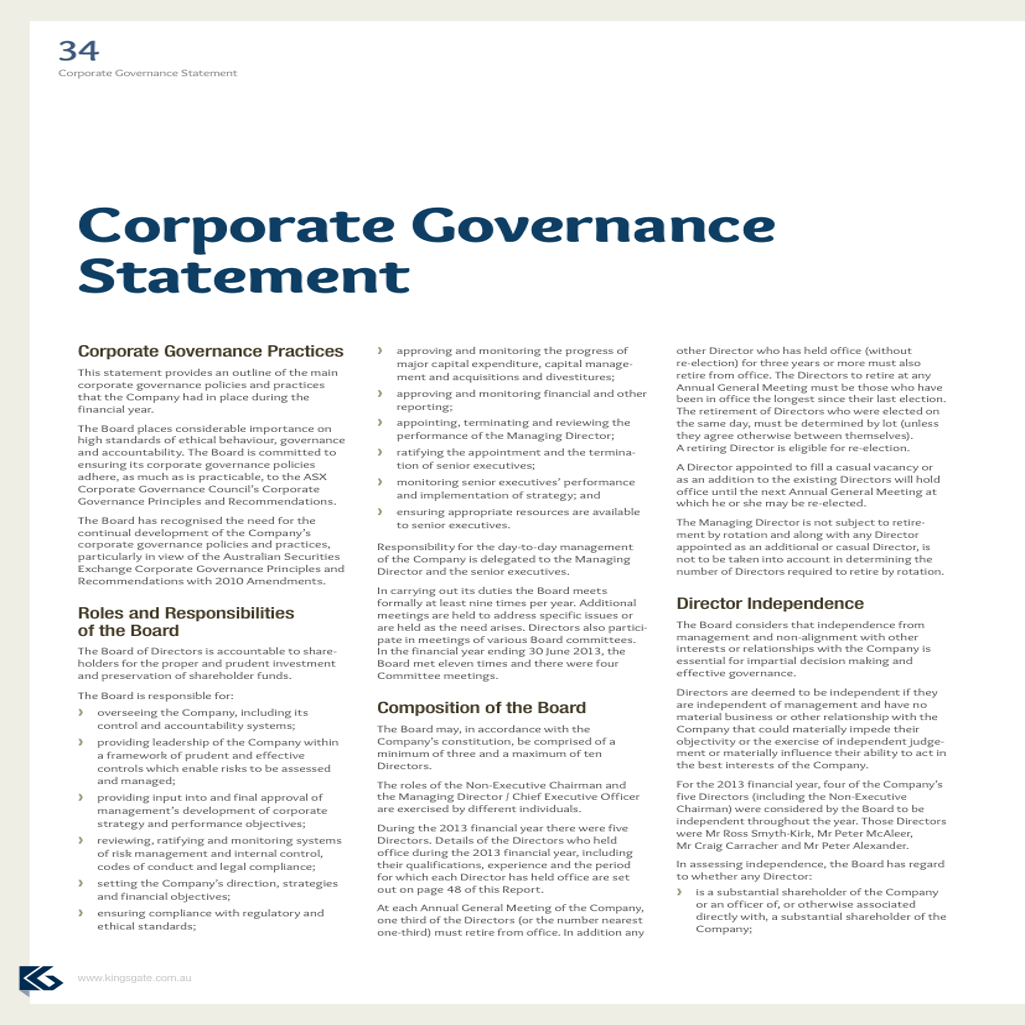 34
Corporate Governance Statement
Corporate Governance
Statement
Corporate Governance Practices
This statement provides an outline of the main
corporate governance policies and practices
that the Company had in place during the
financial year.
The Board places considerable importance on
high standards of ethical behaviour, governance
and accountability. The Board is committed to
ensuring its corporate governance policies
adhere, as much as is practicable, to the ASX
Corporate Governance Council's Corporate
Governance Principles and Recommendations.
The Board has recognised the need for the
continual development of the Company's
corporate governance policies and practices,
particularly in view of the Australian Securities
Exchange Corporate Governance Principles and
Recommendations with 2010 Amendments.
Roles and Responsibilities
of the Board
The Board of Directors is accountable to share-
holders for the proper and prudent investment
and preservation of shareholder funds.
The Board is responsible for:
› overseeing the Company, including its
control and accountability systems;
› providing leadership of the Company within
a framework of prudent and effective
controls which enable risks to be assessed
and managed;
› providing input into and final approval of
management's development of corporate
strategy and performance objectives;
› reviewing, ratifying and monitoring systems
of risk management and internal control,
codes of conduct and legal compliance;
› setting the Company's direction, strategies
and financial objectives;
› ensuring compliance with regulatory and
ethical standards;
› approving and monitoring the progress of
major capital expenditure, capital manage-
ment and acquisitions and divestitures;
› approving and monitoring financial and other
reporting;
› appointing, terminating and reviewing the
performance of the Managing Director;
› ratifying the appointment and the termina-
tion of senior executives;
› monitoring senior executives' performance
and implementation of strategy; and
› ensuring appropriate resources are available
to senior executives.
Responsibility for the day-to-day management
of the Company is delegated to the Managing
Director and the senior executives.
In carrying out its duties the Board meets
formally at least nine times per year. Additional
meetings are held to address specific issues or
are held as the need arises. Directors also partici-
pate in meetings of various Board committees.
In the financial year ending 30 June 2013, the
Board met eleven times and there were four
Committee meetings.
Composition of the Board
The Board may, in accordance with the
Company's constitution, be comprised of a
minimum of three and a maximum of ten
Directors.
The roles of the Non-Executive Chairman and
the Managing Director / Chief Executive Officer
are exercised by different individuals.
During the 2013 financial year there were five
Directors. Details of the Directors who held
office during the 2013 financial year, including
their qualifications, experience and the period
for which each Director has held office are set
out on page 48 of this Report.
At each Annual General Meeting of the Company,
one third of the Directors (or the number nearest
one-third) must retire from office. In addition any
other Director who has held office (without
re-election) for three years or more must also
retire from office. The Directors to retire at any
Annual General Meeting must be those who have
been in office the longest since their last election.
The retirement of Directors who were elected on
the same day, must be determined by lot (unless
they agree otherwise between themselves).
A retiring Director is eligible for re-election.
A Director appointed to fill a casual vacancy or
as an addition to the existing Directors will hold
office until the next Annual General Meeting at
which he or she may be re-elected.
The Managing Director is not subject to retire-
ment by rotation and along with any Director
appointed as an additional or casual Director, is
not to be taken into account in determining the
number of Directors required to retire by rotation.
Director Independence
The Board considers that independence from
management and non-alignment with other
interests or relationships with the Company is
essential for impartial decision making and
effective governance.
Directors are deemed to be independent if they
are independent of management and have no
material business or other relationship with the
Company that could materially impede their
objectivity or the exercise of independent judge-
ment or materially influence their ability to act in
the best interests of the Company.
For the 2013 financial year, four of the Company's
five Directors (including the Non-Executive
Chairman) were considered by the Board to be
independent throughout the year. Those Directors
were Mr Ross Smyth-Kirk, Mr Peter McAleer,
Mr Craig Carracher and Mr Peter Alexander.
In assessing independence, the Board has regard
to whether any Director:
› is a substantial shareholder of the Company
or an officer of, or otherwise associated
directly with, a substantial shareholder of the
Company;
www.kingsgate.com.au